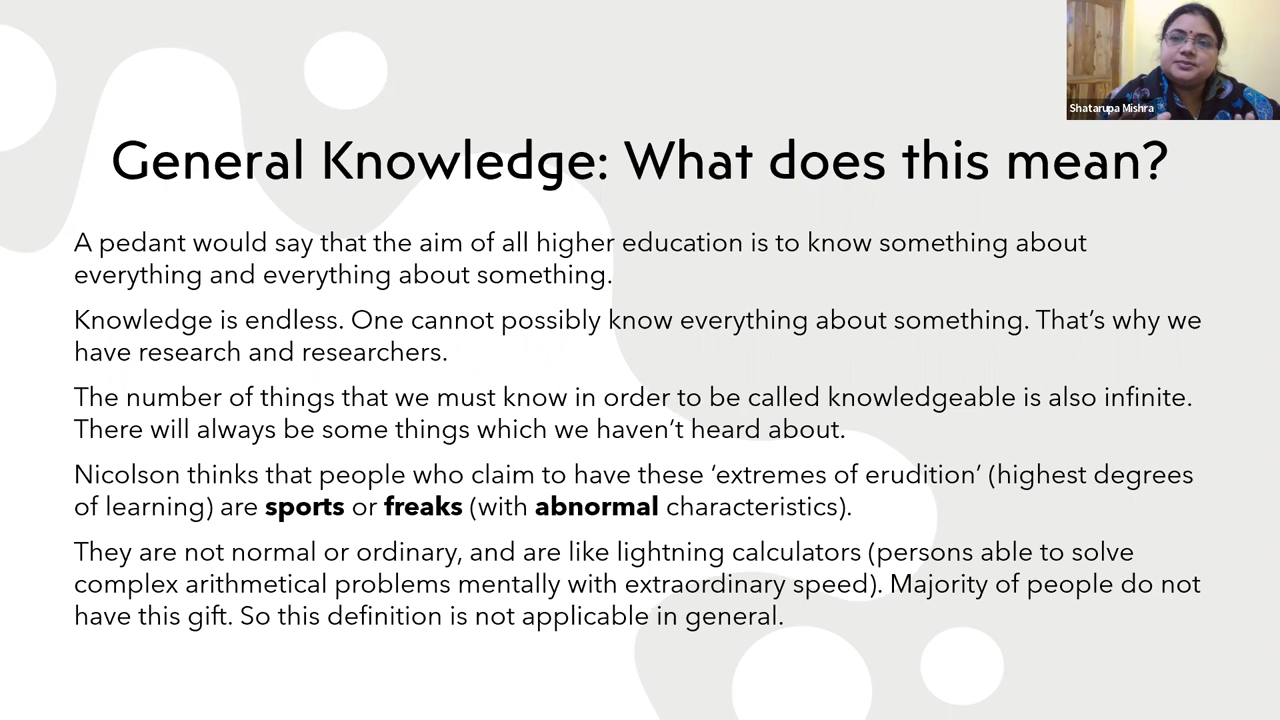 Shatarupa Mishra
General Knowledge: What does this mean?
A pedant would say that the aim of all higher education is to know something about
everything and everything about something.
Knowledge is endless. One cannot possibly know everything about something. That’s why we
have research and researchers.
The number of things that we must know in order to be called knowledgeable is also infinite.
There will always be some things which we haven’t heard about.
Nicolson thinks that people who claim to have these ‘extremes of erudition’ (highest degrees
of learning) are sports or freaks (with abnormal characteristics).
They are not normal or ordinary, and are like lightning calculators (persons able to solve
complex arithmetical problems mentally with extraordinary speed). Majority of people do not
have this gift. So this definition is not applicable in general.